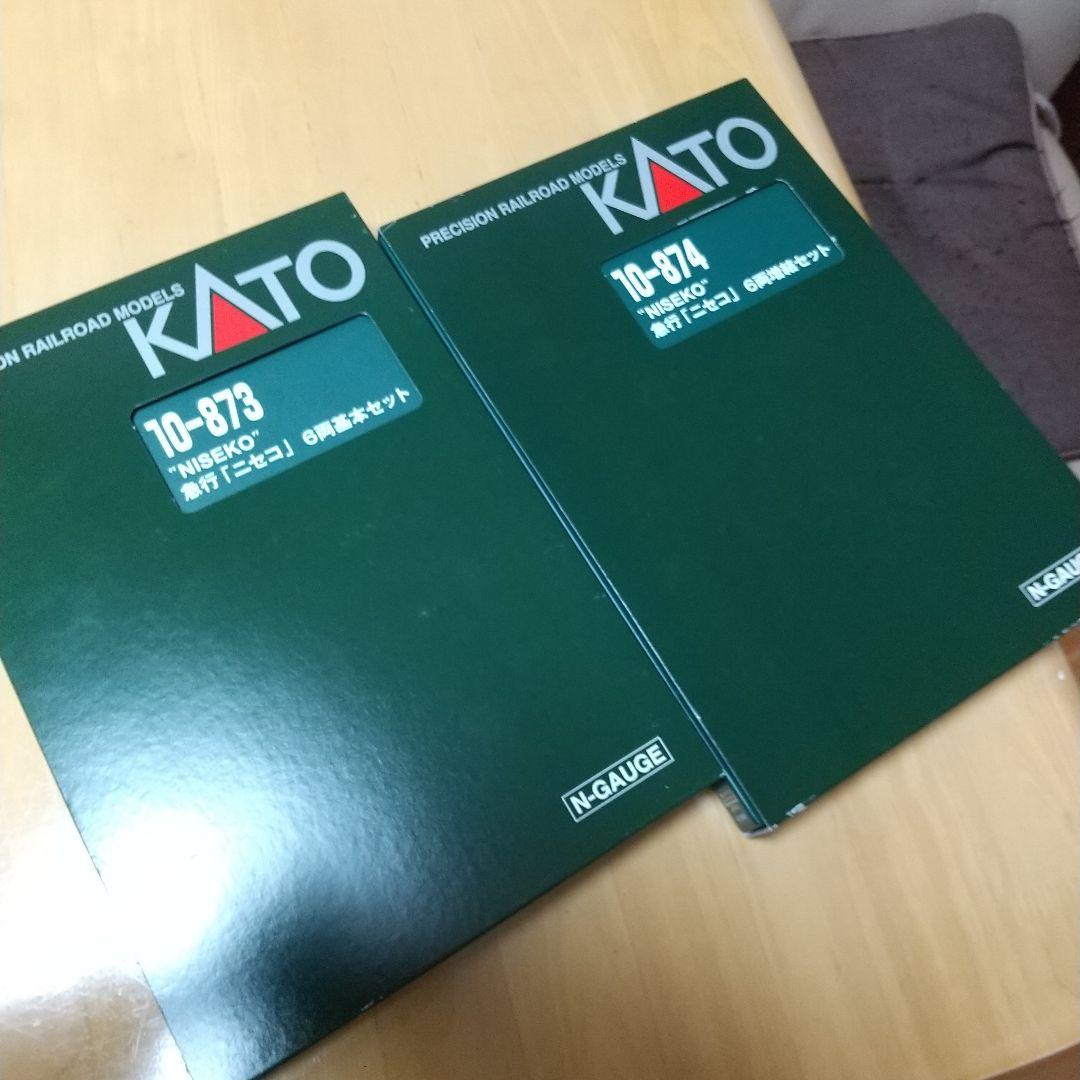 ON RAILROAD MODELS
KATO
10-873
"NISEKO"
急行「ニセコ」 6両基本セット
N-GAUGE
PRECISION RAILROAD MODELS
KATO
10-874
"NISEKO"
急行「ニセコ」 6両増結セット
N-GAUGE